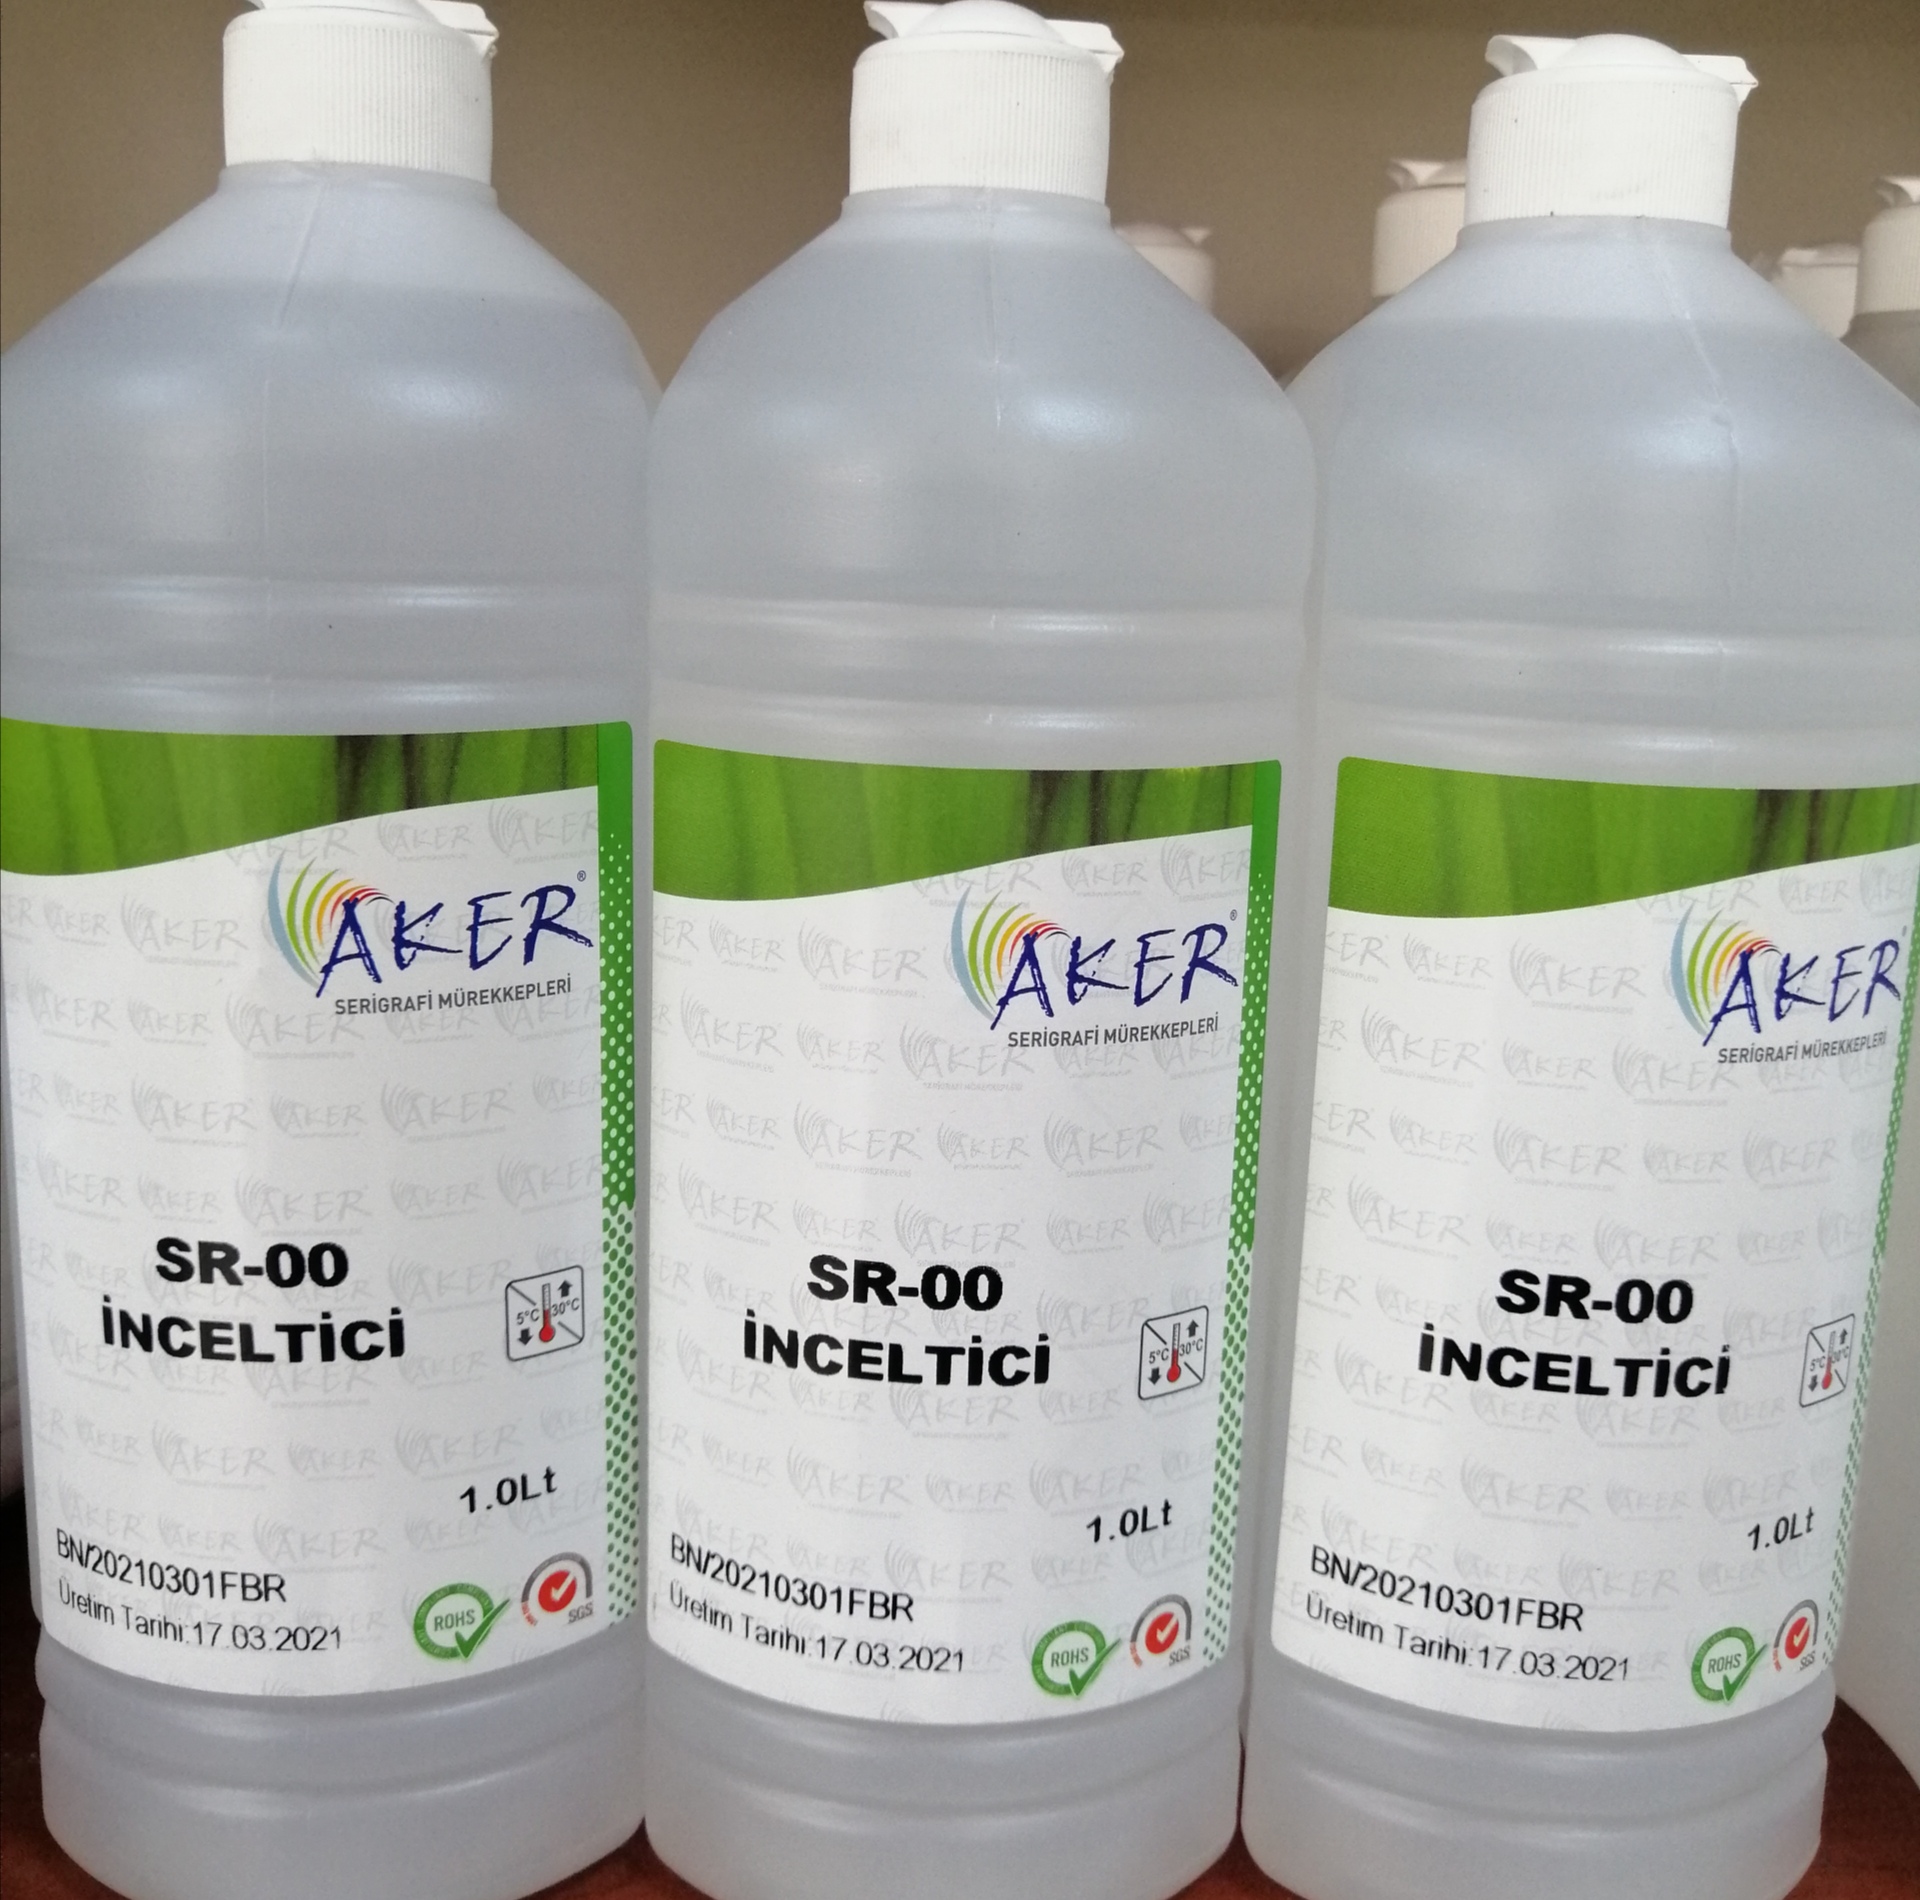 AKER®
SERİGRAFİ MÜREKKEPLERİ
SR-00
İNCELTİCİ
5°C 30°C
1.0Lt
BN/20210301FBR
Üretim Tarihi:17.03.2021
ROHS
SGS
AKER®
SERİGRAFİ MÜREKKEPLERİ
SR-00
İNCELTİCİ
5°C 30°C
1.0Lt
BN/20210301FBR
Üretim Tarihi:17.03.2021
ROHS
SGS
AKER®
SERİGRAFİ MÜREKKEPLERİ
SR-00
İNCELTİCİ
5°C 30°C
1.0Lt
BN/20210301FBR
Üretim Tarihi:17.03.2021
ROHS
SGS